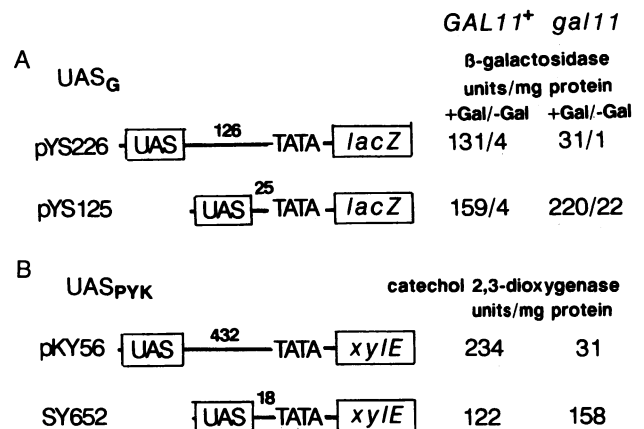 GAL11+ gal11
A UASG ß-galactosidase
units/mg protein
+Gal/-Gal +Gal/-Gal
pYS226 UAS 126 TATA lacZ 131/4 31/1
pYS125 UAS 25 TATA lacZ 159/4 220/22
B UASPYK catechol 2,3-dioxygenase
units/mg protein
pKY56 UAS 432 TATA xylE 234 31
SY652 UAS 18 TATA xylE 122 158